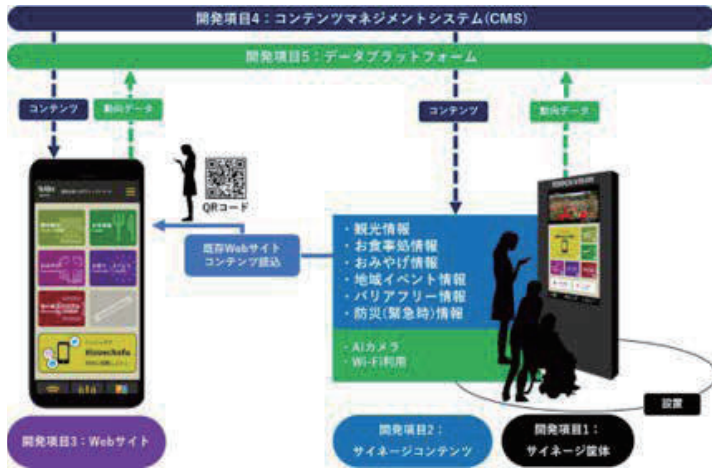 開発項目4:コンテンツマネジメントシステム(CMS)
開発項目5:データプラットフォーム
コンテンツ
動向データ
コンテンツ
動向データ
QRコード
既存Webサイト
コンテンツ読込
・観光情報
・お食事処情報
・おみやげ情報
・地域イベント情報
・バリアフリー情報
・防災(緊急時)情報
・AIカメラ
・Wi-Fi利用
設置
開発項目3:Webサイト
開発項目2:
サイネージコンテンツ
開発項目1:
サイネージ筐体